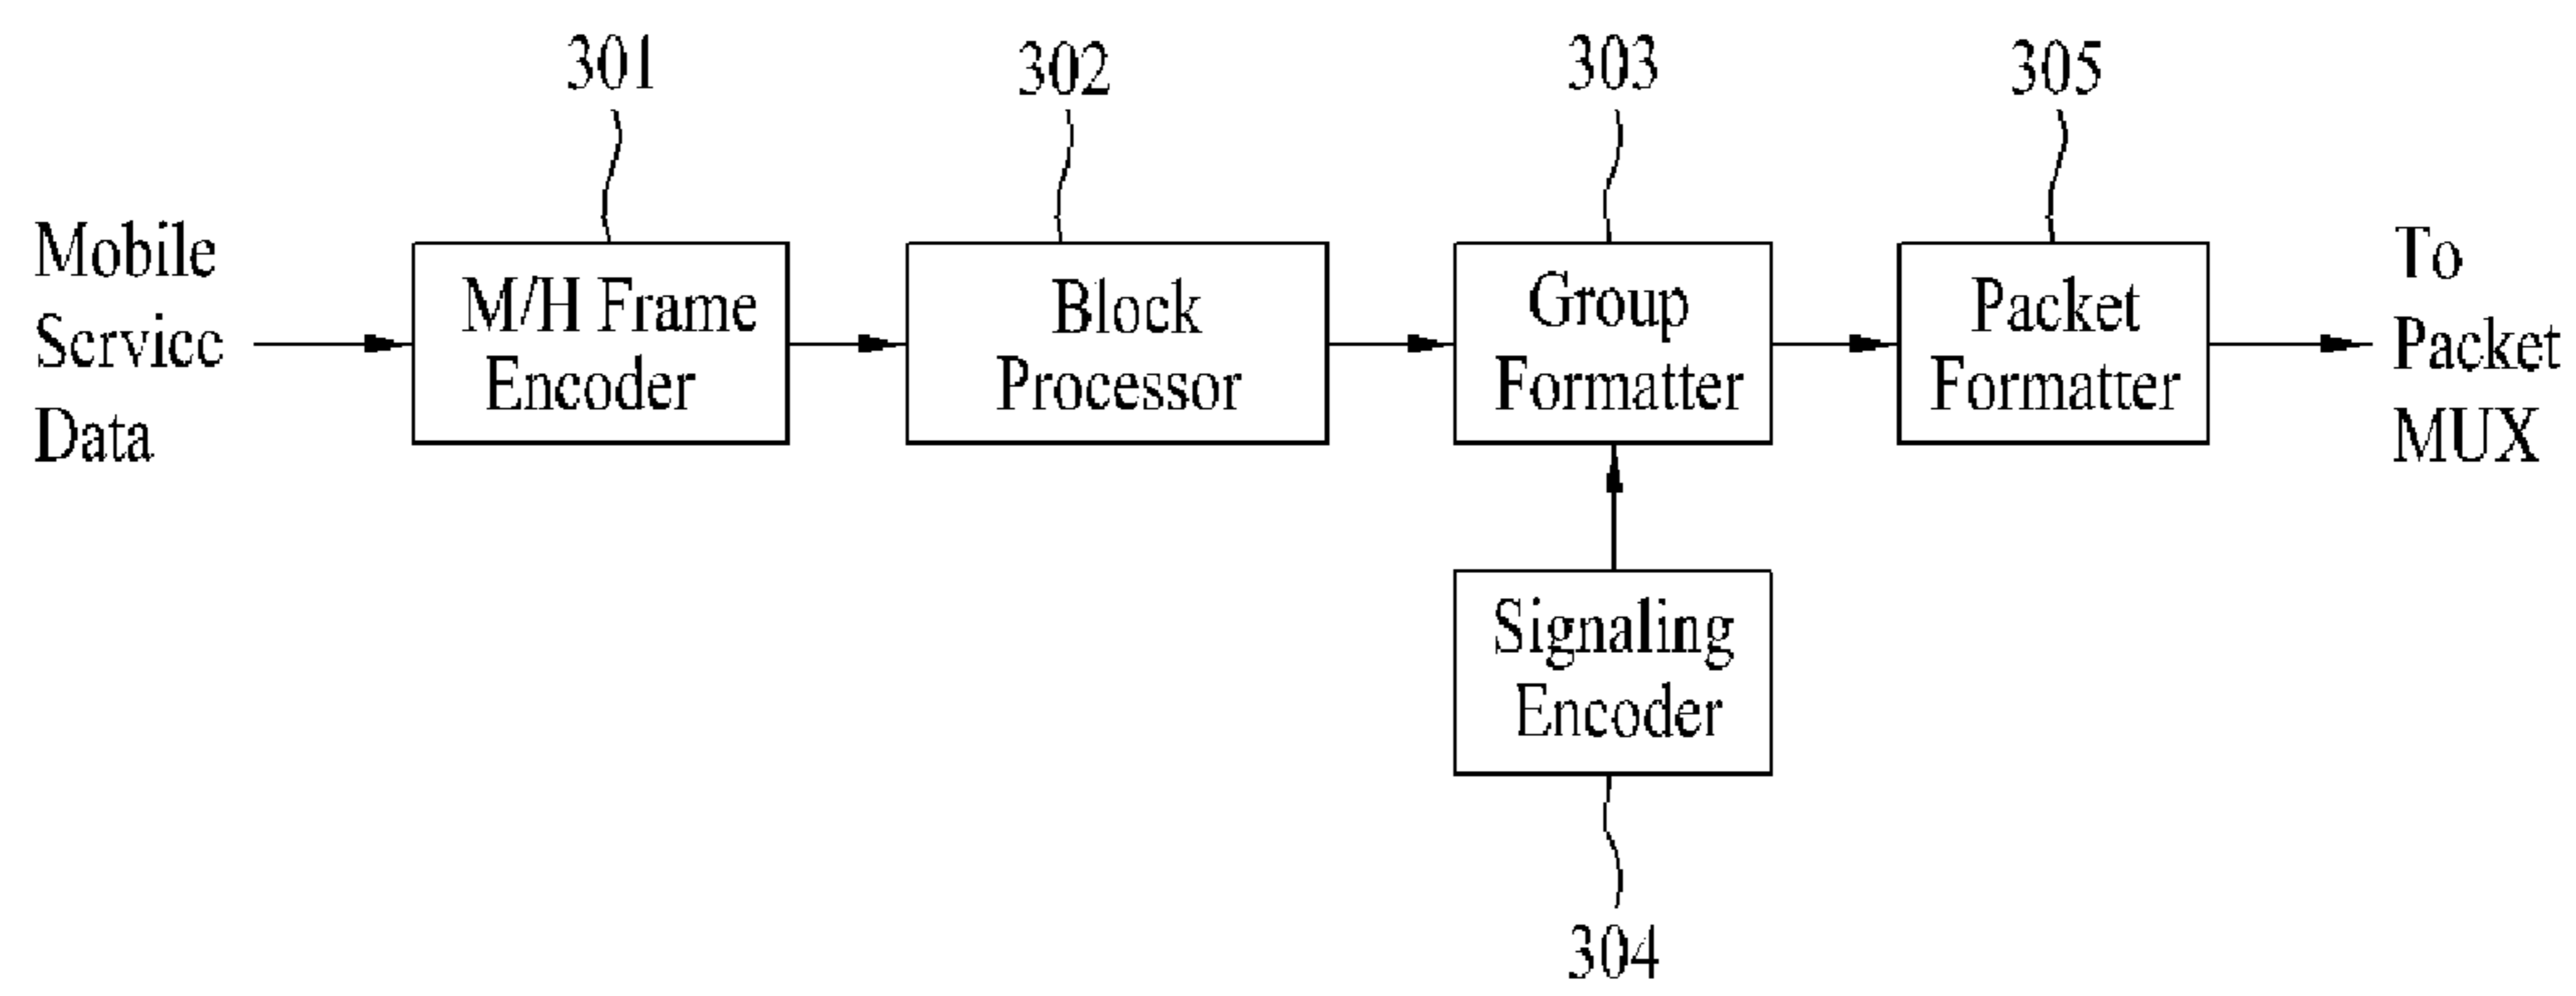 301
302
303
305
Mobile
Service
Data
M/H Frame
Encoder
Block
Processor
Group
Formatter
Packet
Formatter
To
Packet
MUX
Signaling
Encoder
304